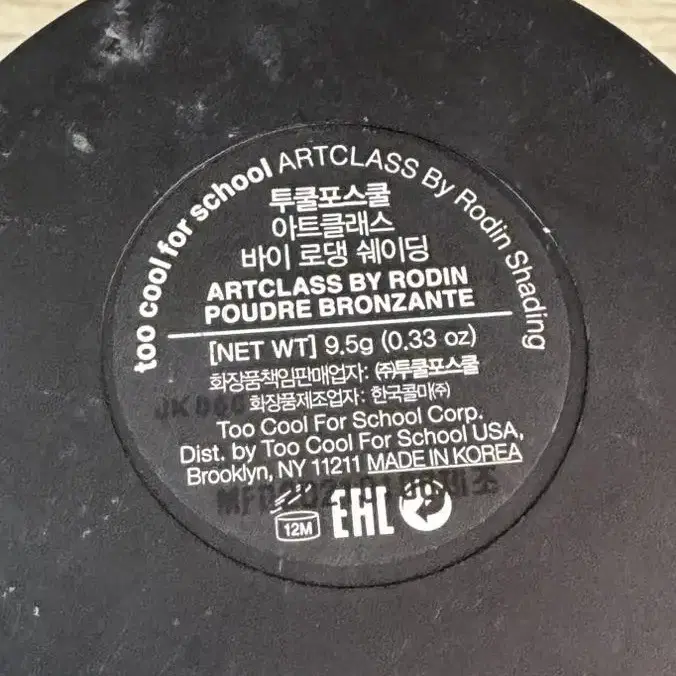 too cool for school ARTCLASS By Rodin Shading
투쿨포스쿨
아트클래스
바이 로댕 쉐이딩
ARTCLASS BY RODIN
POUDRE BRONZANTE
[NET WT] 9.5g (0.33 oz)
화장품책임판매업자: ㈜투쿨포스쿨
화장품제조업자: 한국콜마㈜
Too Cool For School Corp.
Dist. by Too Cool For School USA,
Brooklyn, NY 11211 MADE IN KOREA
12M EAC